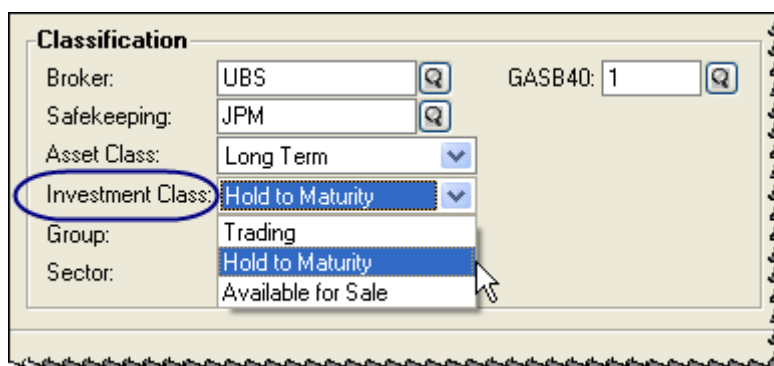 Classification
Broker: UBS GASB40: 1
Safekeeping: JPM
Asset Class: Long Term
Investment Class: Hold to Maturity
Group: Trading
Hold to Maturity
Sector: Available for Sale